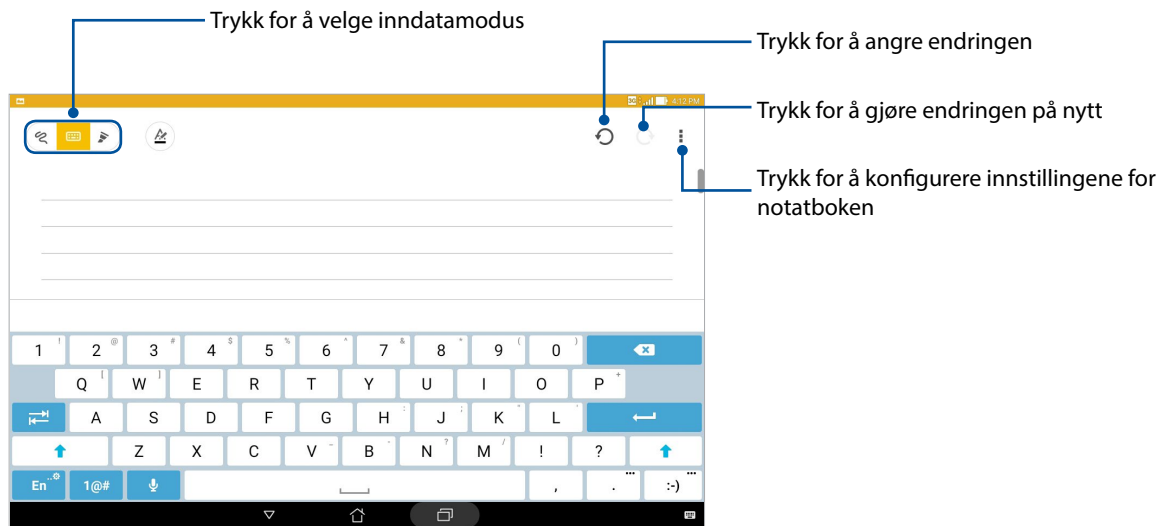 Trykk for å velge inndatamodus
Trykk for å angre endringen
Trykk for å gjøre endringen på nytt
Trykk for å konfigurere innstillingene for
notatboken
3G 4:12 PM
1 ! 2 @ 3 # 4 $ 5 % 6 ^ 7 & 8 * 9 ( 0 )
Q [ W ] E R T Y U I O P +
A S D F G H : J ; K " L '
Z X C V _ B - N ? M / ! ?
En 1@# , . :-)